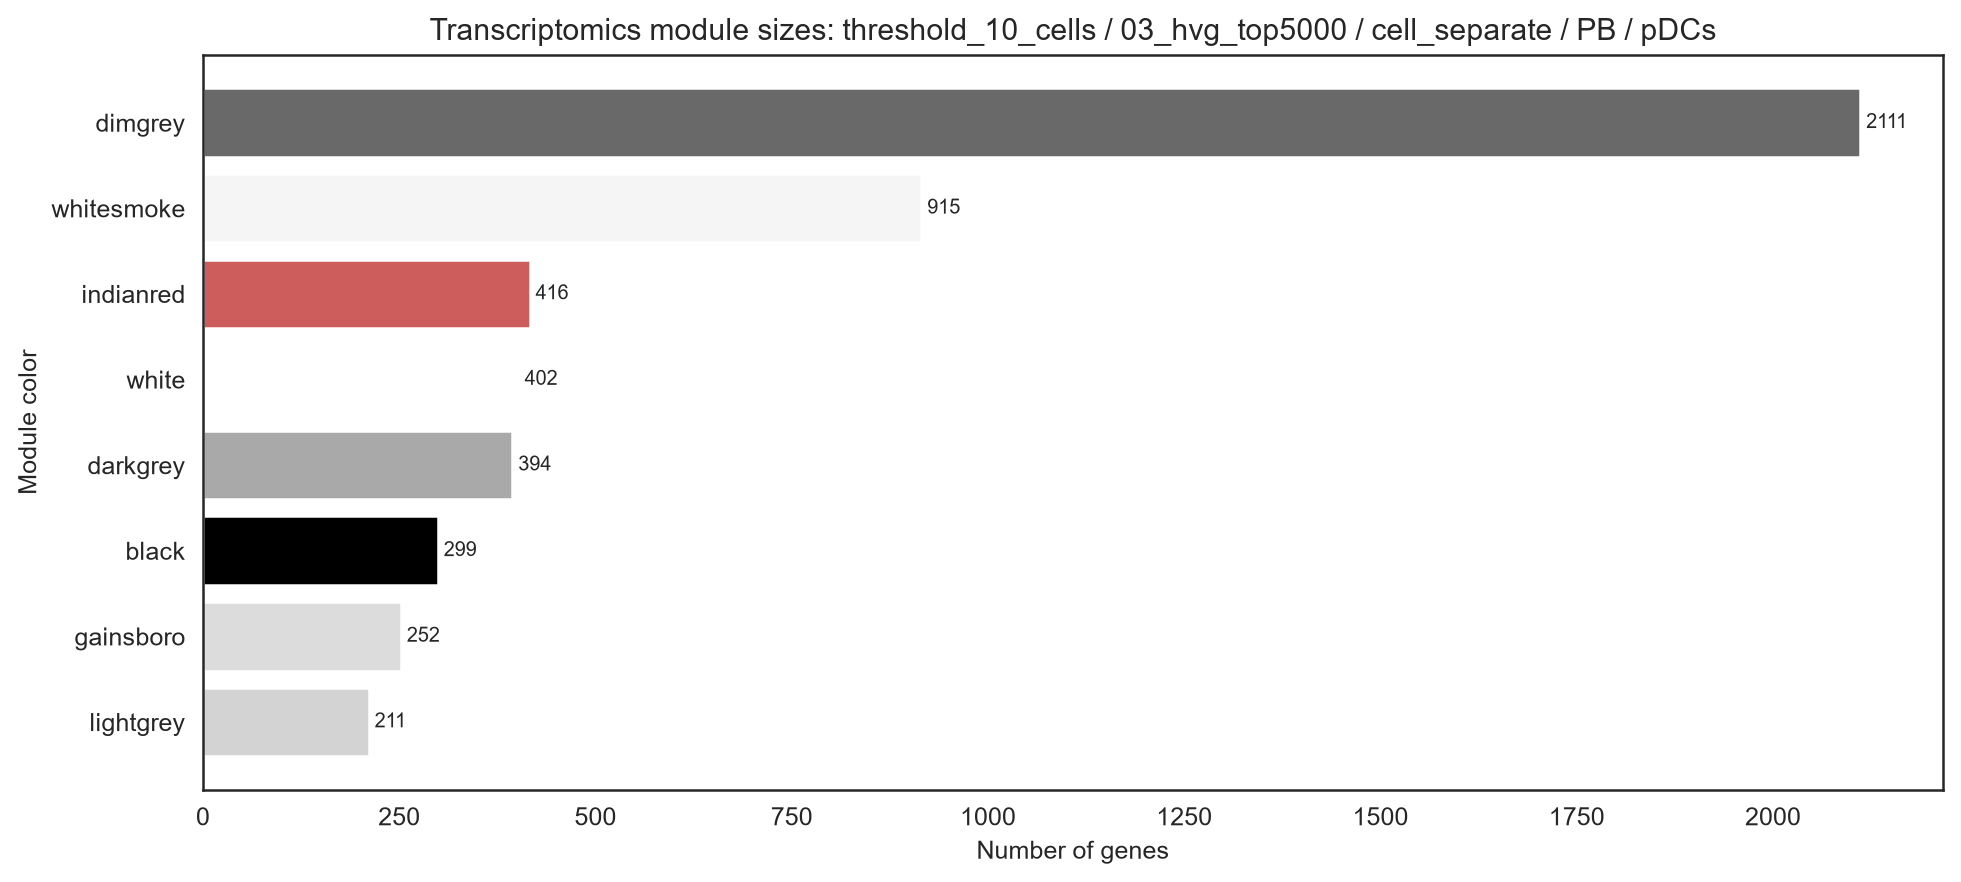 Transcriptomics module sizes: threshold_10_cells / 03_hvg_top5000 / cell_separate / PB / pDCs
Module color
dimgrey 2111
whitesmoke 915
indianred 416
white 402
darkgrey 394
black 299
gainsboro 252
lightgrey 211
0 250 500 750 1000 1250 1500 1750 2000
Number of genes